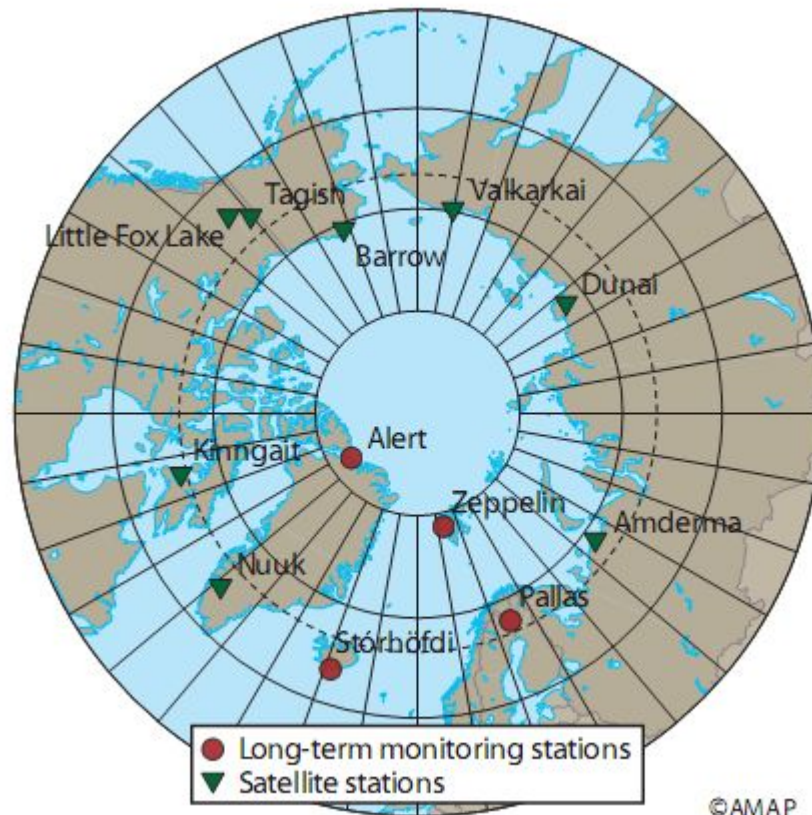 Tagish
Valkarkai
Little Fox Lake
Barrow
Dunai
Alert
Kinngait
Zeppelin
Amderma
Nuuk
Pallas
Stórhöfdi
Long-term monitoring stations
Satellite stations
©AMAP